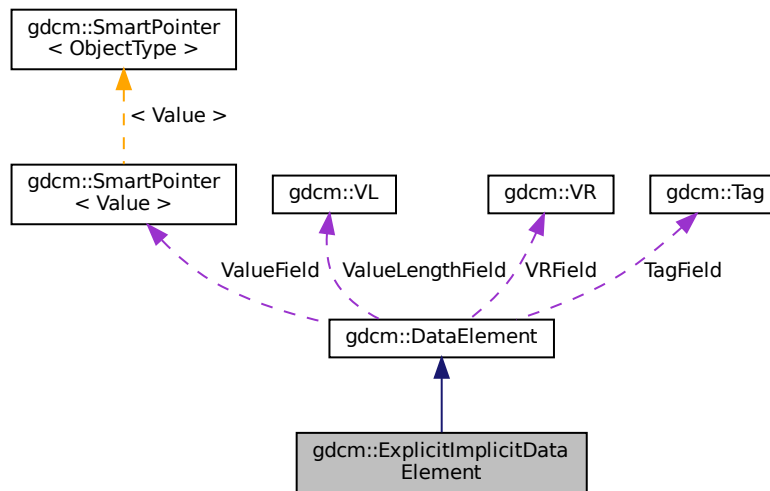 gdcm::SmartPointer
< ObjectType >
< Value >
gdcm::SmartPointer
< Value >
gdcm::VL
gdcm::VR
gdcm::Tag
ValueField
ValueLengthField
VRField
TagField
gdcm::DataElement
gdcm::ExplicitImplicitData
Element